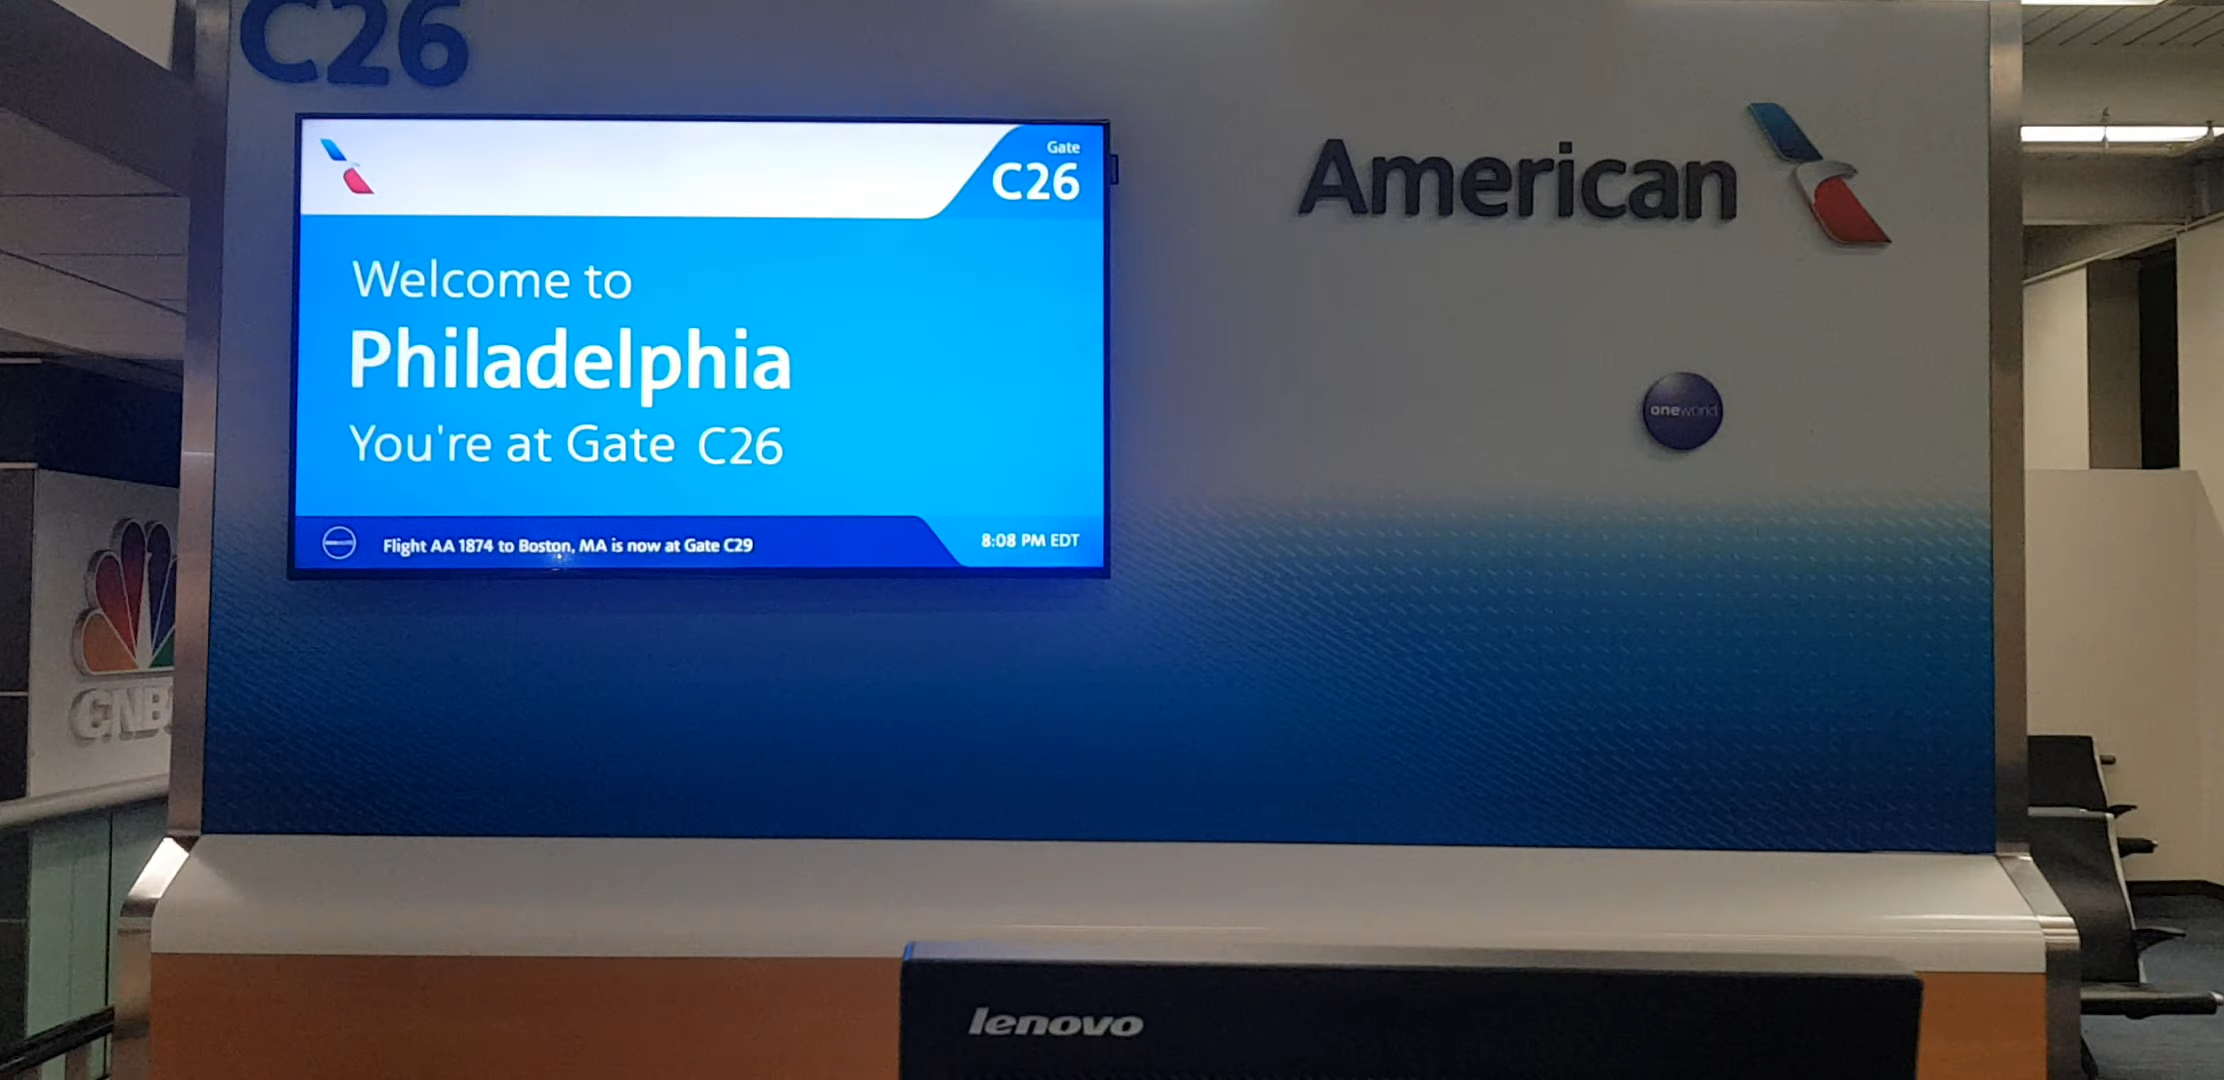 C26
Gate
C26
American
Welcome to
Philadelphia
You're at Gate C26
oneworld
Flight AA 1874 to Boston, MA is now at Gate C29
8:08 PM EDT
CNB
lenovo